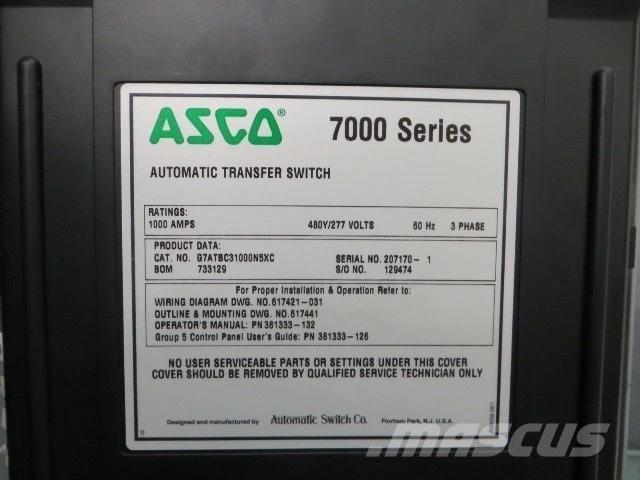 ASCO® 7000 Series
AUTOMATIC TRANSFER SWITCH
RATINGS:
1000 AMPS 480Y/277 VOLTS 60 Hz 3 PHASE
PRODUCT DATA:
CAT. NO. G7ATBC31000N5XC SERIAL NO. 207170-1
BOM 733129 S/O NO. 129474
For Proper Installation & Operation Refer to:
WIRING DIAGRAM DWG. NO.617421-031
OUTLINE & MOUNTING DWG. NO.617441
OPERATOR'S MANUAL: PN 381333-132
Group 5 Control Panel User's Guide: PN 381333-126
NO USER SERVICEABLE PARTS OR SETTINGS UNDER THIS COVER
COVER SHOULD BE REMOVED BY QUALIFIED SERVICE TECHNICIAN ONLY
Designed and manufactured by Automatic Switch Co. Florham Park, N.J. U.S.A.
mascus